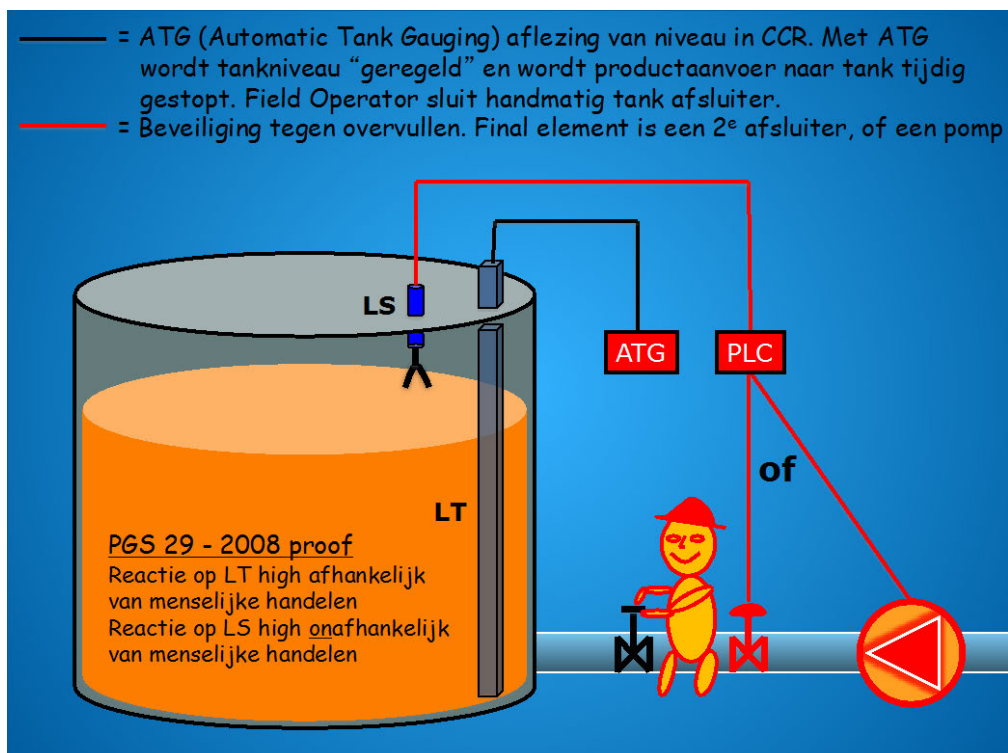 = ATG (Automatic Tank Gauging) aflezing van niveau in CCR. Met ATG
wordt tankniveau “geregeld” en wordt productaanvoer naar tank tijdig
gestopt. Field Operator sluit handmatig tank afsluiter.
= Beveiliging tegen overvullen. Final element is een 2e afsluiter, of een pomp
LS
ATG
PLC
of
LT
PGS 29 - 2008 proof
Reactie op LT high afhankelijk
van menselijke handelen
Reactie op LS high onafhankelijk
van menselijke handelen